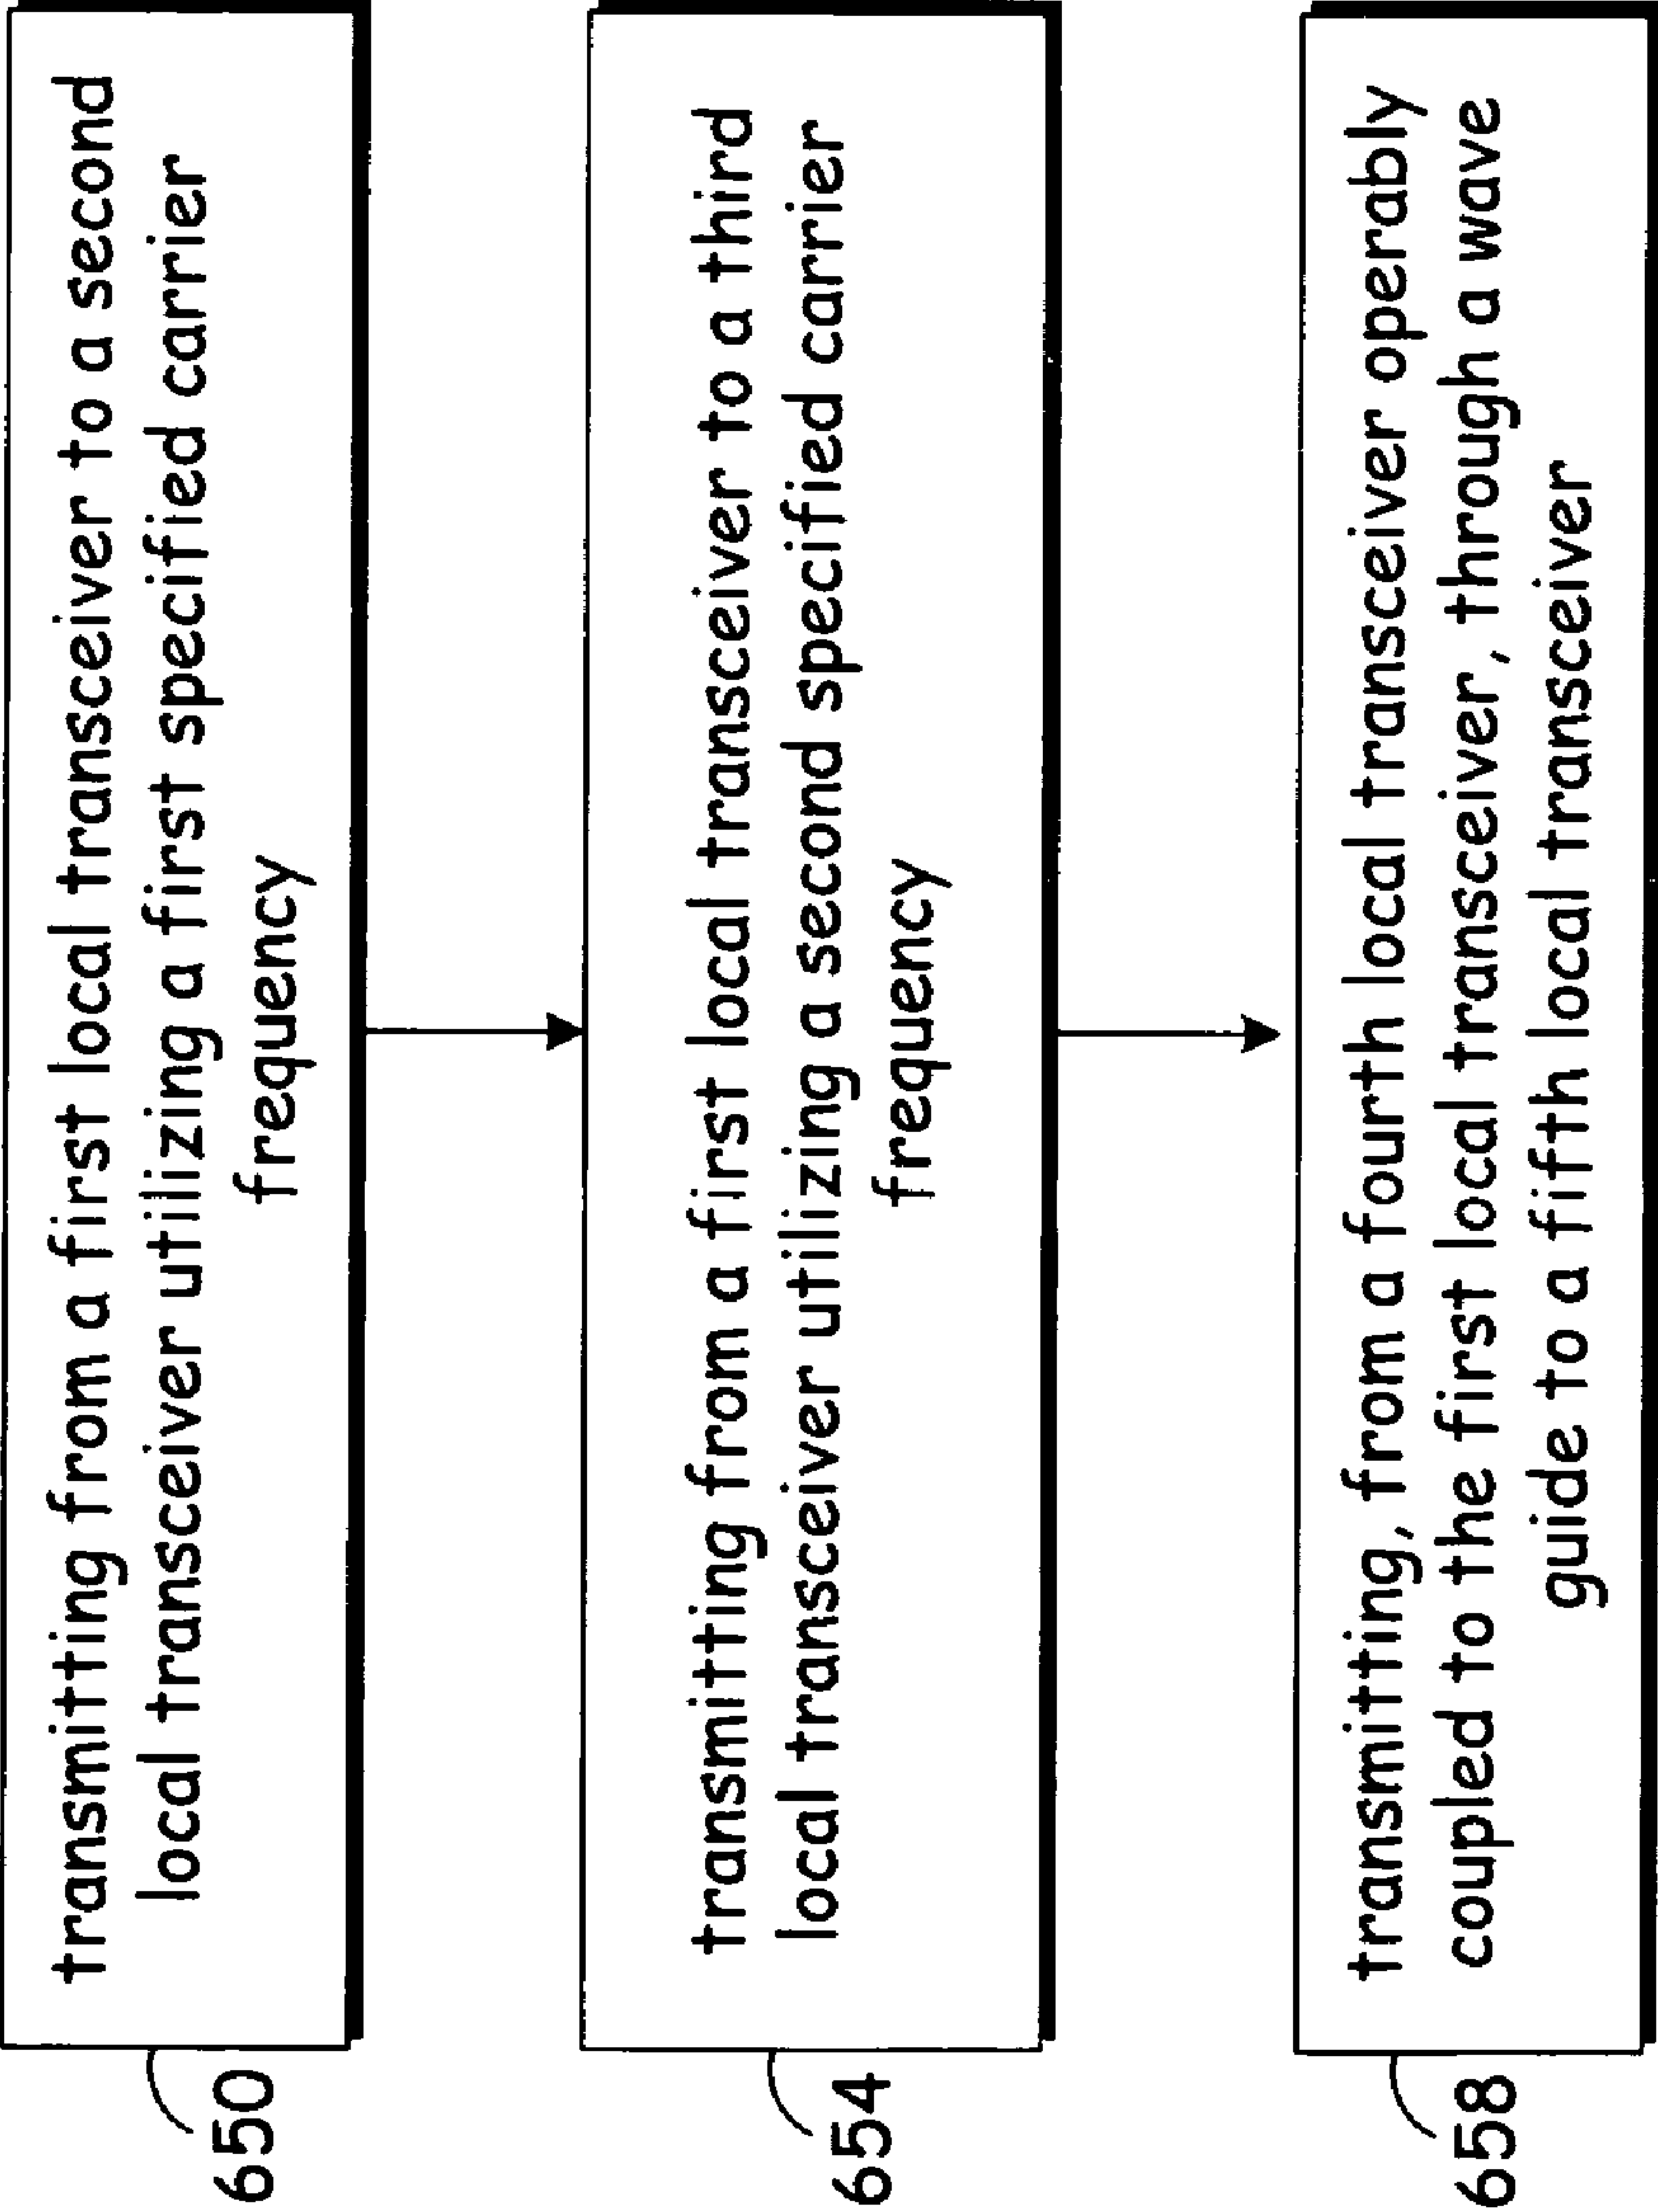 transmitting from a first local transceiver to a second
local transceiver utilizing a first specified carrier
frequency
650
transmitting from a first local transceiver to a third
local transceiver utilizing a second specified carrier
frequency
654
transmitting, from a fourth local transceiver operably
coupled to the first local transceiver, through a wave
guide to a fifth local transceiver
658